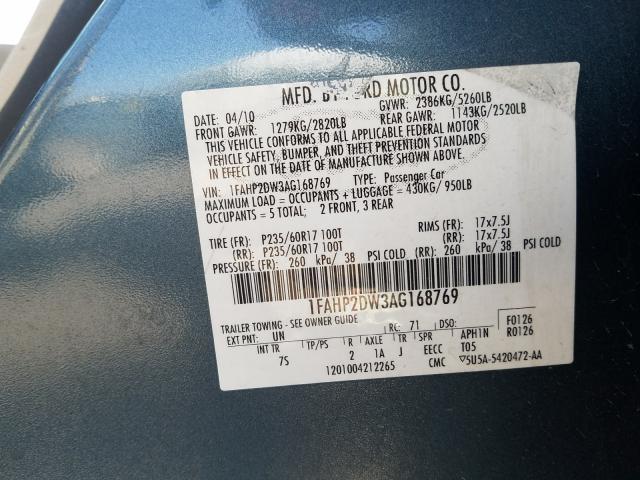 MFD. BY FORD MOTOR CO.
DATE: 04/10 GVWR: 2386KG/5260LB
FRONT GAWR: 1279KG/2820LB REAR GAWR: 1143KG/2520LB
THIS VEHICLE CONFORMS TO ALL APPLICABLE FEDERAL MOTOR
VEHICLE SAFETY, BUMPER, AND THEFT PREVENTION STANDARDS
IN EFFECT ON THE DATE OF MANUFACTURE SHOWN ABOVE.
VIN: 1FAHP2DW3AG168769 TYPE: Passenger Car
MAXIMUM LOAD = OCCUPANTS + LUGGAGE = 430KG/ 950LB
OCCUPANTS = 5 TOTAL; 2 FRONT, 3 REAR
TIRE (FR): P235/60R17 100T RIMS (FR): 17x7.5J
(RR): P235/60R17 100T (RR): 17x7.5J
PRESSURE (FR): 260 kPa/ 38 PSI COLD (RR): 260 kPa/ 38 PSI COLD
1FAHP2DW3AG168769
TRAILER TOWING - SEE OWNER GUIDE F0126
EXT PNT: UN RC: 71 DSO: R0126
INT TR TP/PS R AXLE TR SPR APH1N
7S 2 1A J EECC T05
1201004212265 CMC ▽5U5A-5420472-AA